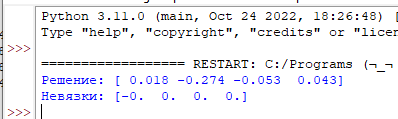 Python 3.11.0 (main, Oct 24 2022, 18:26:48) [
Type "help", "copyright", "credits" or "licen
>>>
================== RESTART: C:/Programs (¬_¬
Решение: [ 0.018 -0.274 -0.053  0.043]
Невязки: [-0.  0.  0.  0.]
>>>